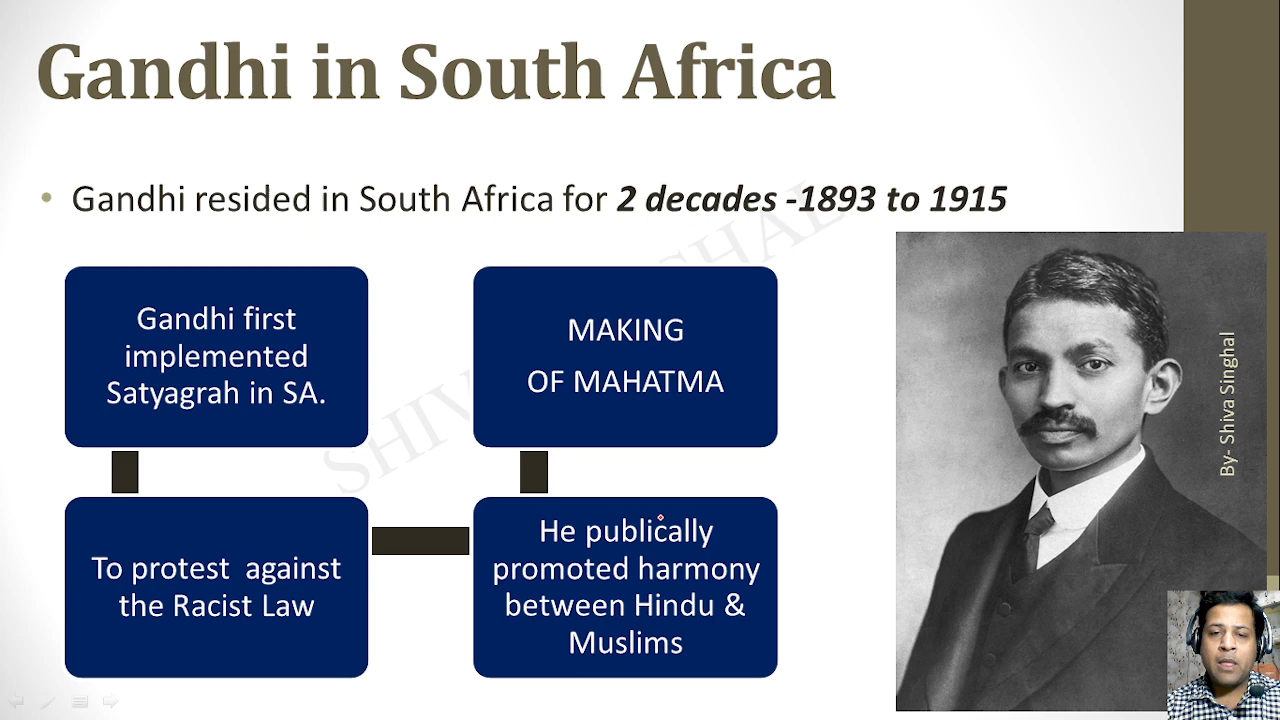 Gandhi in South Africa
• Gandhi resided in South Africa for 2 decades -1893 to 1915
Gandhi first
implemented
Satyagrah in SA.
To protest against
the Racist Law
He publically
promoted harmony
between Hindu &
Muslims
MAKING
OF MAHATMA
By- Shiva Singhal